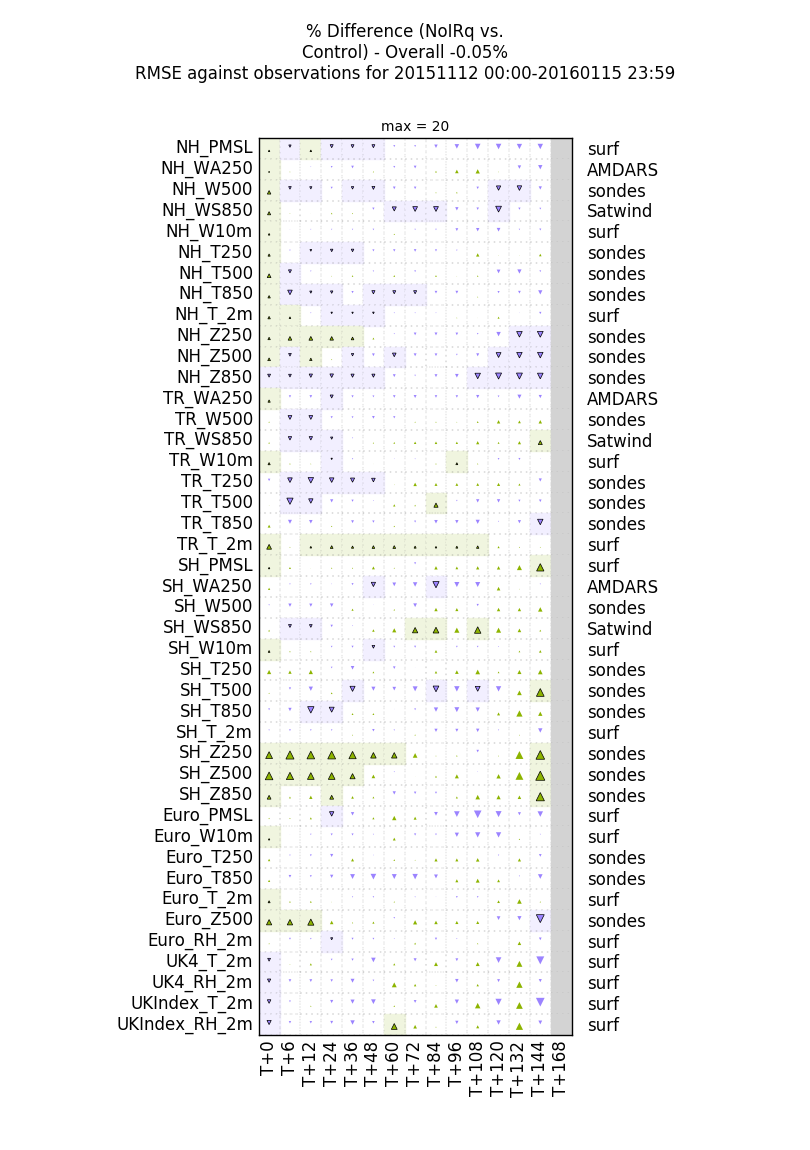 % Difference (NoIRq vs.
Control) - Overall -0.05%
RMSE against observations for 20151112 00:00-20160115 23:59
max = 20
NH_PMSL surf
NH_WA250 AMDARS
NH_W500 sondes
NH_WS850 Satwind
NH_W10m surf
NH_T250 sondes
NH_T500 sondes
NH_T850 sondes
NH_T_2m surf
NH_Z250 sondes
NH_Z500 sondes
NH_Z850 sondes
TR_WA250 AMDARS
TR_W500 sondes
TR_WS850 Satwind
TR_W10m surf
TR_T250 sondes
TR_T500 sondes
TR_T850 sondes
TR_T_2m surf
SH_PMSL surf
SH_WA250 AMDARS
SH_W500 sondes
SH_WS850 Satwind
SH_W10m surf
SH_T250 sondes
SH_T500 sondes
SH_T850 sondes
SH_T_2m surf
SH_Z250 sondes
SH_Z500 sondes
SH_Z850 sondes
Euro_PMSL surf
Euro_W10m surf
Euro_T250 sondes
Euro_T850 sondes
Euro_T_2m surf
Euro_Z500 sondes
Euro_RH_2m surf
UK4_T_2m surf
UK4_RH_2m surf
UKIndex_T_2m surf
UKIndex_RH_2m surf
T+0 T+6 T+12 T+24 T+36 T+48 T+60 T+72 T+84 T+96 T+108 T+120 T+132 T+144 T+168